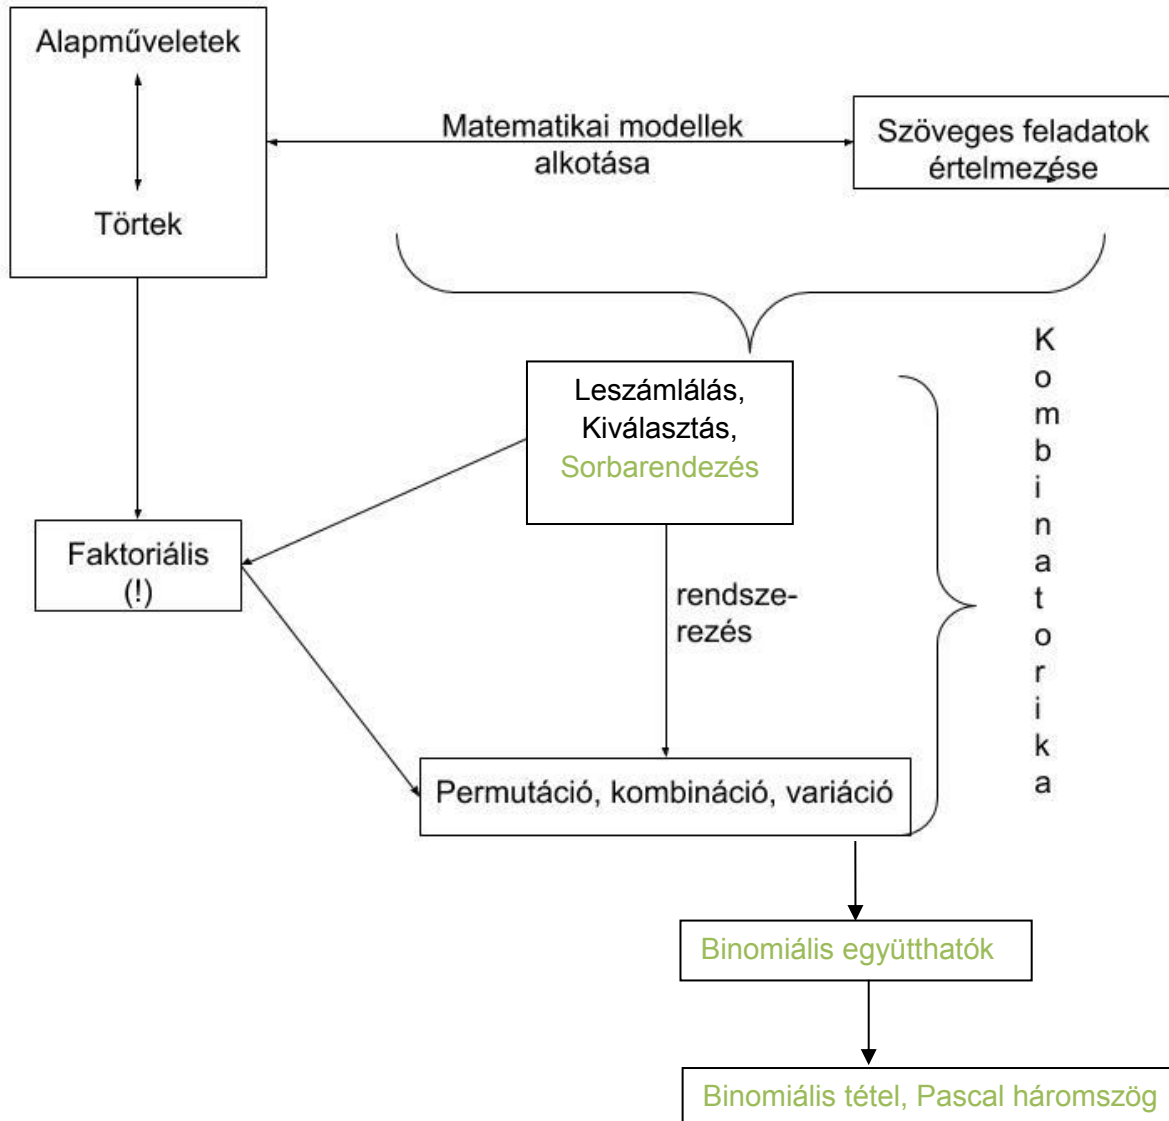 Alapműveletek
Törtek
Matematikai modellek
alkotása
Szöveges feladatok
értelmezése
Leszámlálás,
Kiválasztás,
Sorbarendezés
K
o
m
b
i
n
a
t
o
r
i
k
a
Faktoriális
(!)
rendsze-
rezés
Permutáció, kombináció, variáció
Binomiális együtthatók
Binomiális tétel, Pascal háromszög